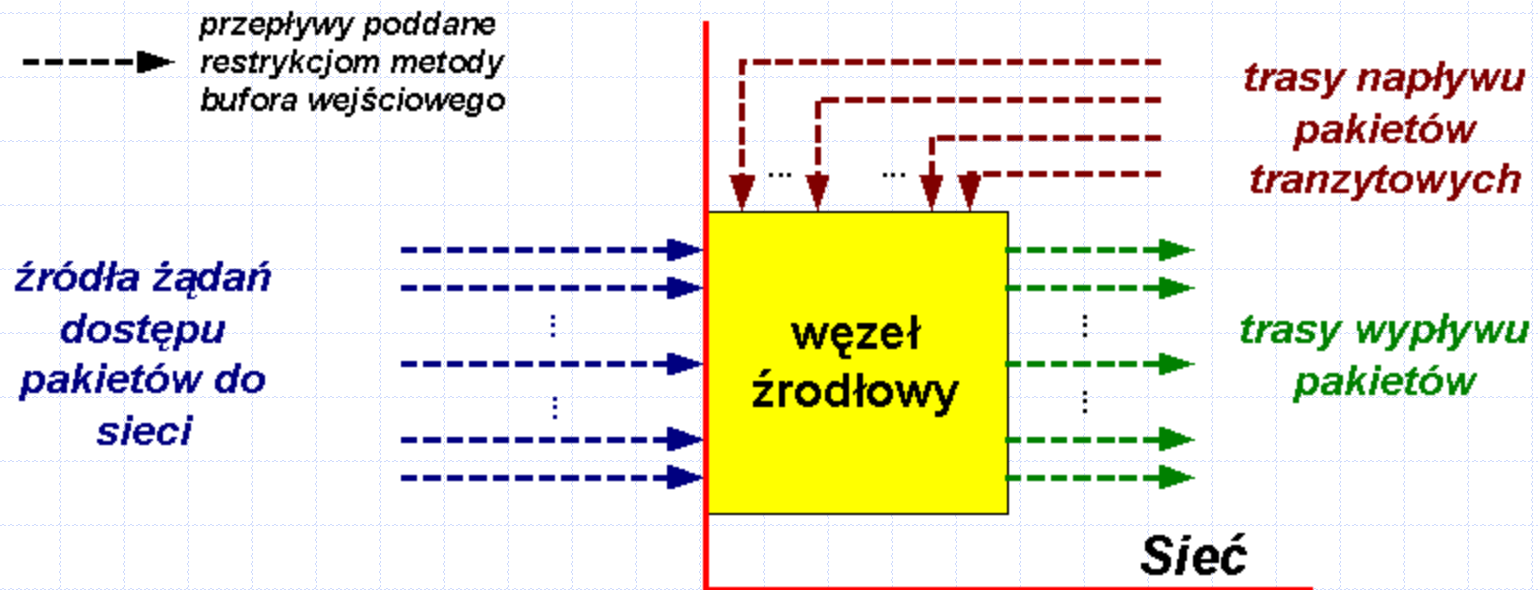 przepływy poddane
restrykcjom metody
bufora wejściowego
trasy napływu
pakietów
tranzytowych
... ...
źródła żądań
dostępu
pakietów do
sieci
węzeł
źrodłowy
trasy wypływu
pakietów
Sieć